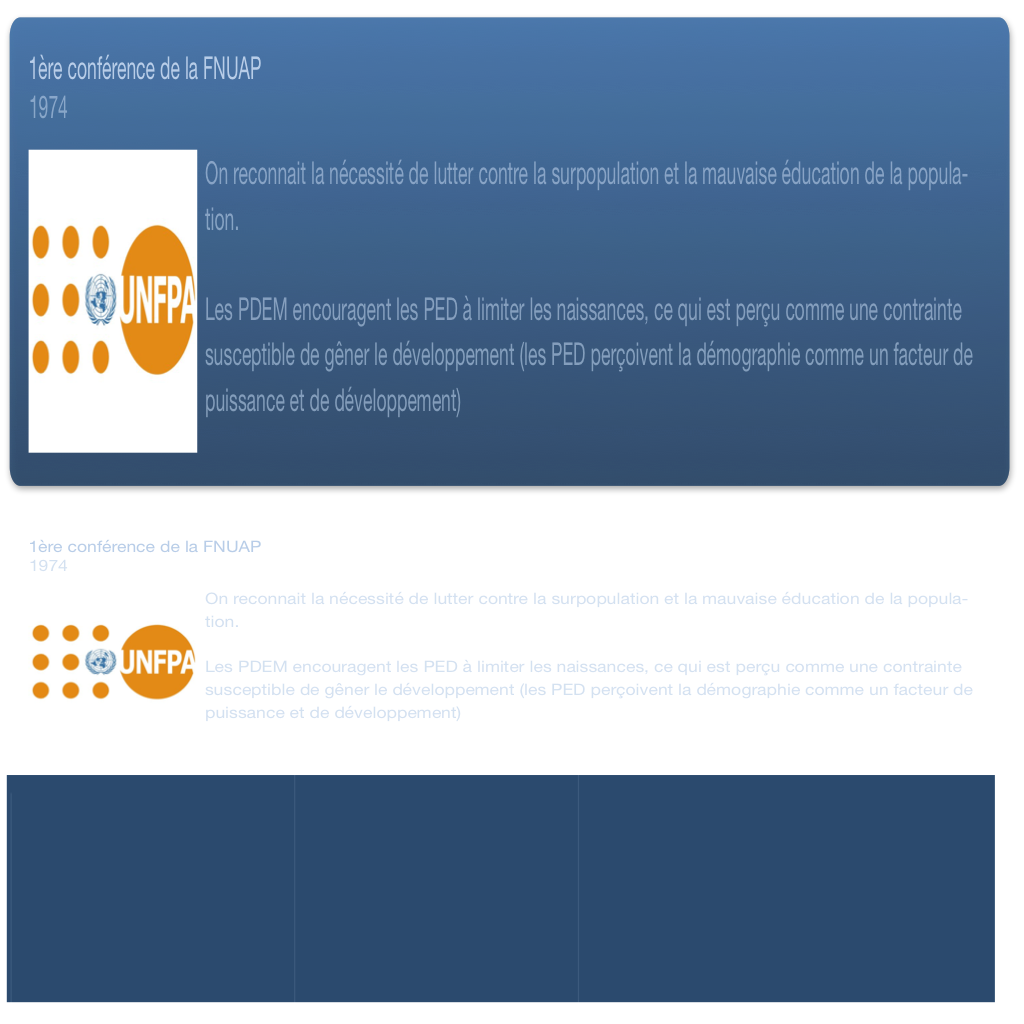 1ère conférence de la FNUAP
1974
On reconnait la nécessité de lutter contre la surpopulation et la mauvaise éducation de la popula-
tion.
UNFPA
Les PDEM encouragent les PED à limiter les naissances, ce qui est perçu comme une contrainte
susceptible de gêner le développement (les PED perçoivent la démographie comme un facteur de
puissance et de développement)
1ère conférence de la FNUAP
1974
On reconnait la nécessité de lutter contre la surpopulation et la mauvaise éducation de la popula-
tion.
UNFPA
Les PDEM encouragent les PED à limiter les naissances, ce qui est perçu comme une contrainte
susceptible de gêner le développement (les PED perçoivent la démographie comme un facteur de
puissance et de développement)